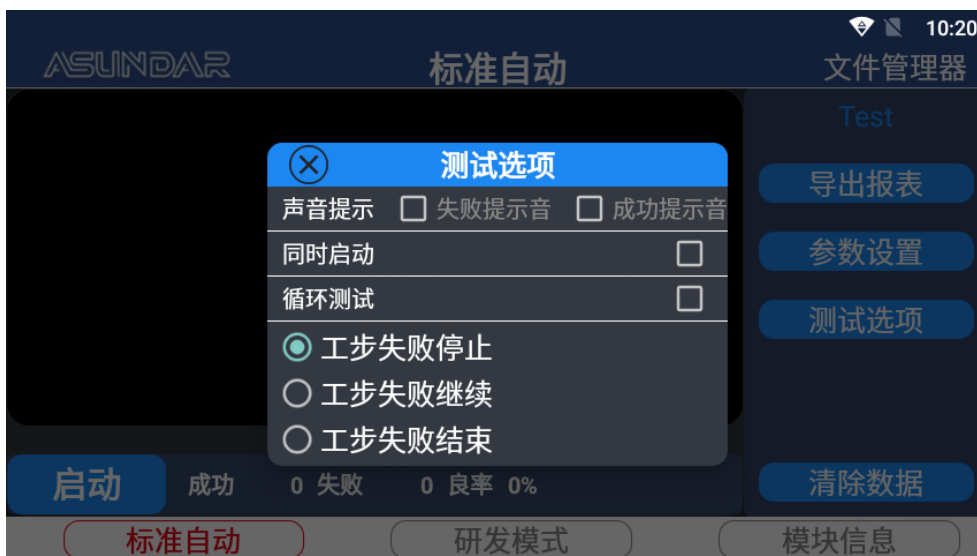 10:20
ASUNDAR 标准自动 文件管理器
Test
测试选项
导出报表
声音提示 失败提示音 成功提示音
同时启动
参数设置
循环测试
测试选项
工步失败停止
工步失败继续
工步失败结束
启动 成功 0 失败 0 良率 0%
清除数据
标准自动 研发模式 模块信息